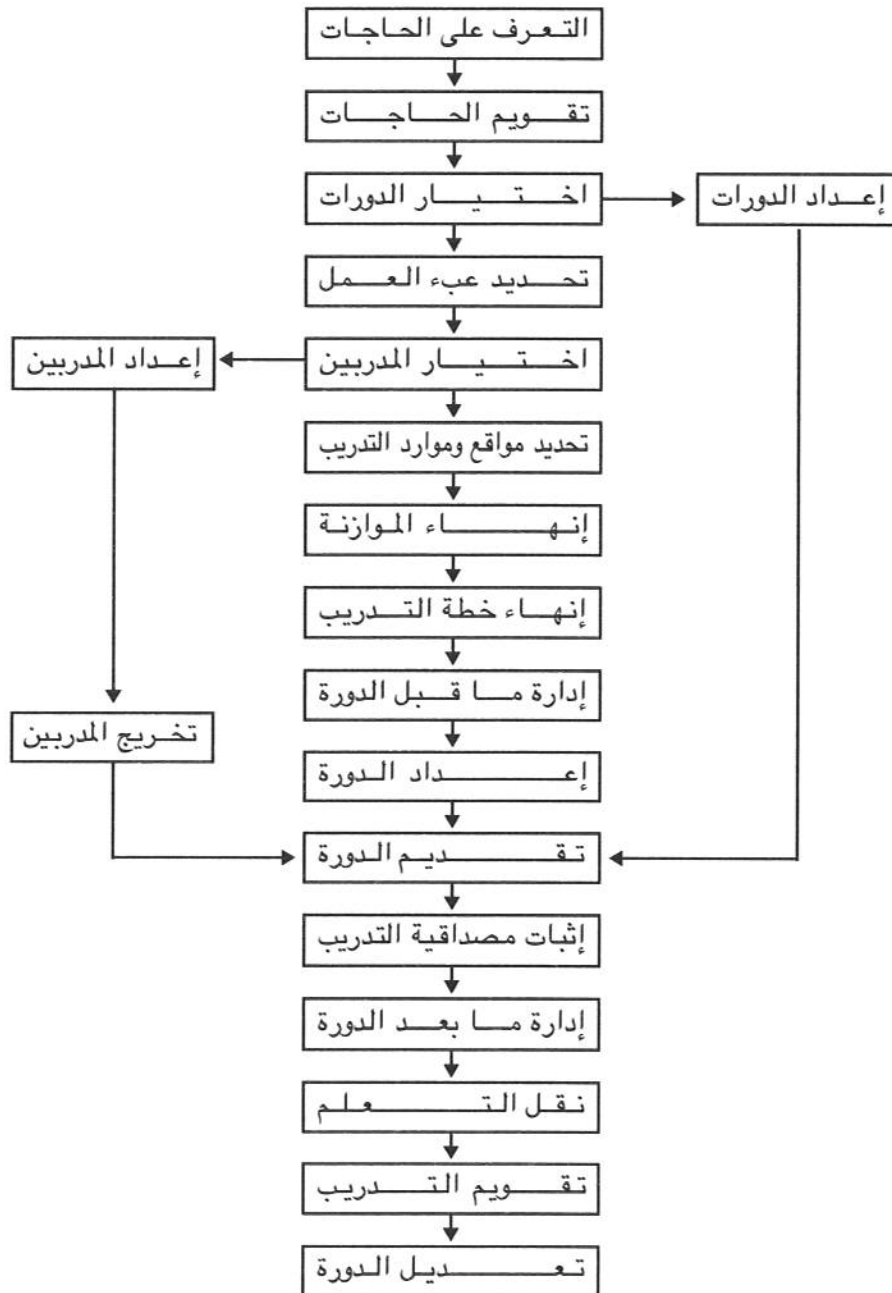 التعرف على الحاجات
تقويم الحاجات
اختيار الدورات
إعداد الدورات
تحديد عبء العمل
اختيار المدربين
إعداد المدربين
تحديد مواقع وموارد التدريب
إنهاء الموازنة
إنهاء خطة التدريب
إدارة ما قبل الدورة
تخريج المدربين
إعداد الدورة
تقديم الدورة
إثبات مصداقية التدريب
إدارة ما بعد الدورة
نقل التعلم
تقويم التدريب
تعديل الدورة